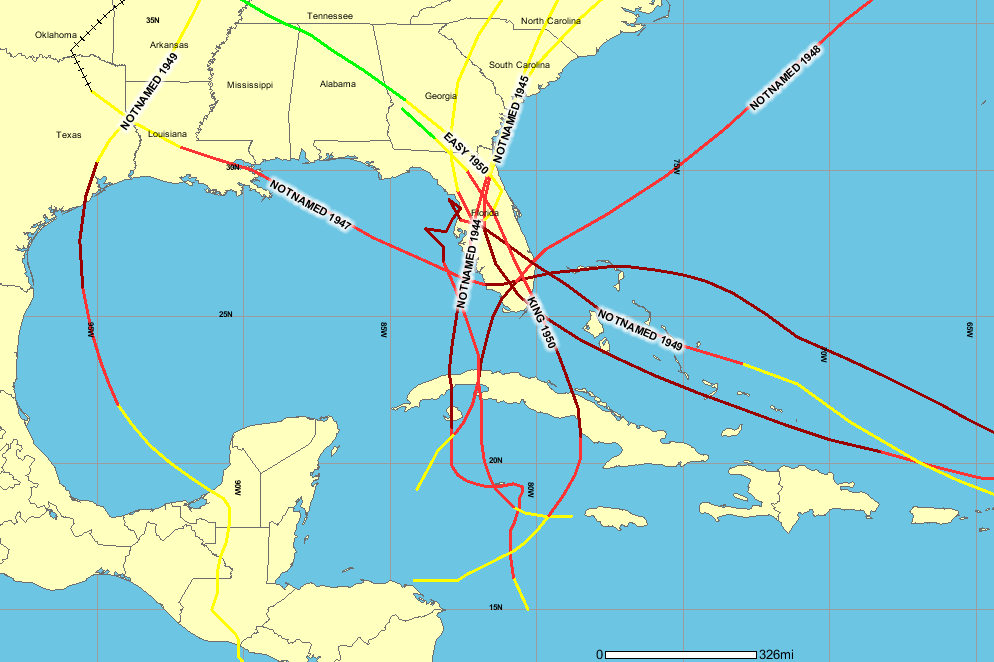 Tennessee
35N
North Carolina
Oklahoma
Arkansas
NOTNAMED 1948
South Carolina
Mississippi
Alabama
NOTNAMED 1949
Georgia
NOTNAMED 1945
Texas
Louisiana
EASY 1950
30N
75W
NOTNAMED 1947
Florida
NOTNAMED 1944
25N
95W
85W
KING 1950
NOTNAMED 1949
70W
65W
20N
90W
80W
15N
0
326mi